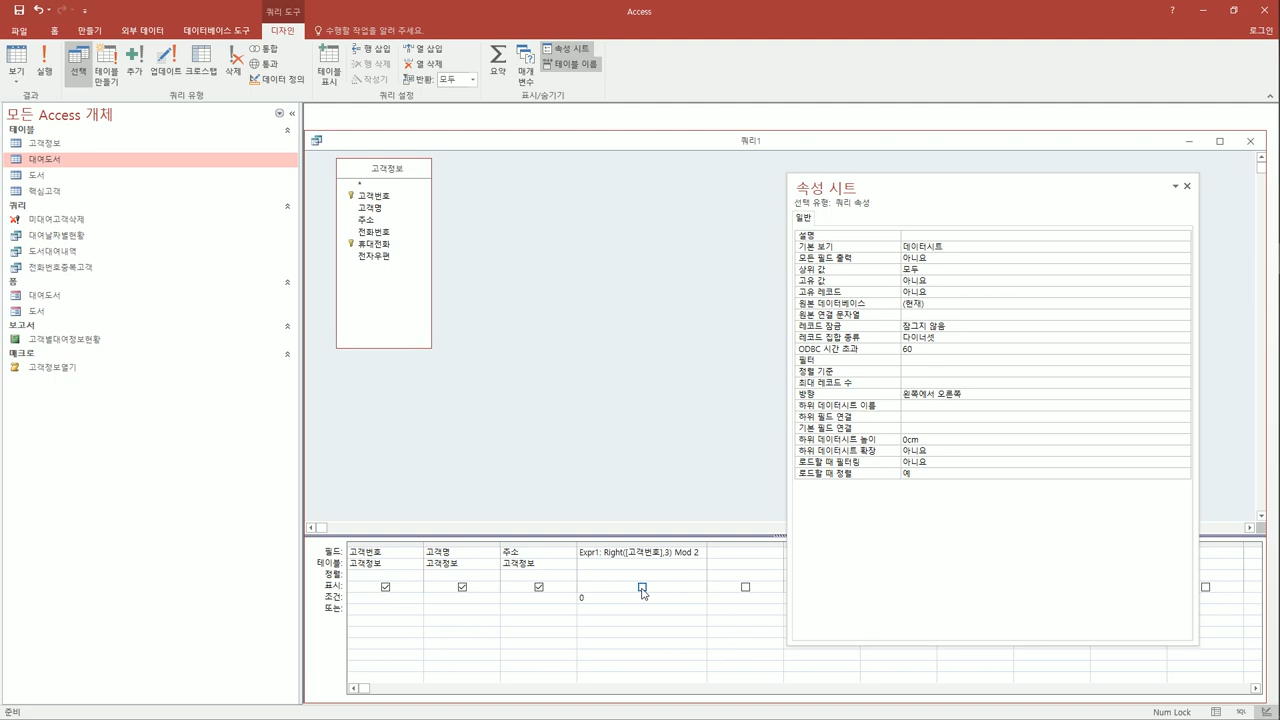 쿼리 도구
Access
파일
홈
만들기
외부 데이터
데이터베이스 도구
디자인
수행할 작업을 알려 주세요.
로그인
보기
실행
선택
테이블 만들기
추가
업데이트
크로스탭
삭제
통합
통과
데이터 정의
테이블 표시
행 삽입
행 삭제
작성기
열 삽입
열 삭제
반환: 모두
요약
매개 변수
속성 시트
테이블 이름
결과
쿼리 유형
쿼리 설정
표시/숨기기
모든 Access 개체
테이블
고객정보
대여도서
도서
핵심고객
쿼리
미대여고객삭제
대여날짜별현황
도서대여내역
전화번호중복고객
폼
대여도서
도서
보고서
고객별대여정보현황
매크로
고객정보열기
쿼리1
고객정보
*
고객번호
고객명
주소
전화번호
휴대전화
전자우편
속성 시트
선택 유형: 쿼리 속성
일반
설명
기본 보기 데이터시트
모든 필드 출력 아니요
상위 값 모두
고유 값 아니요
고유 레코드 아니요
원본 데이터베이스 (현재)
원본 연결 문자열
레코드 잠금 잠그지 않음
레코드 집합 종류 다이너셋
ODBC 시간 초과 60
필터
정렬 기준
최대 레코드 수
방향 왼쪽에서 오른쪽
하위 데이터시트 이름
하위 필드 연결
기본 필드 연결
하위 데이터시트 높이 0cm
하위 데이터시트 확장 아니요
로드할 때 필터링 아니요
로드할 때 정렬 예
필드: 고객번호 고객명 주소 Expr1: Right([고객번호],3) Mod 2
테이블: 고객정보 고객정보 고객정보
정렬:
표시:
조건: 0
또는:
준비
Num Lock
SQL